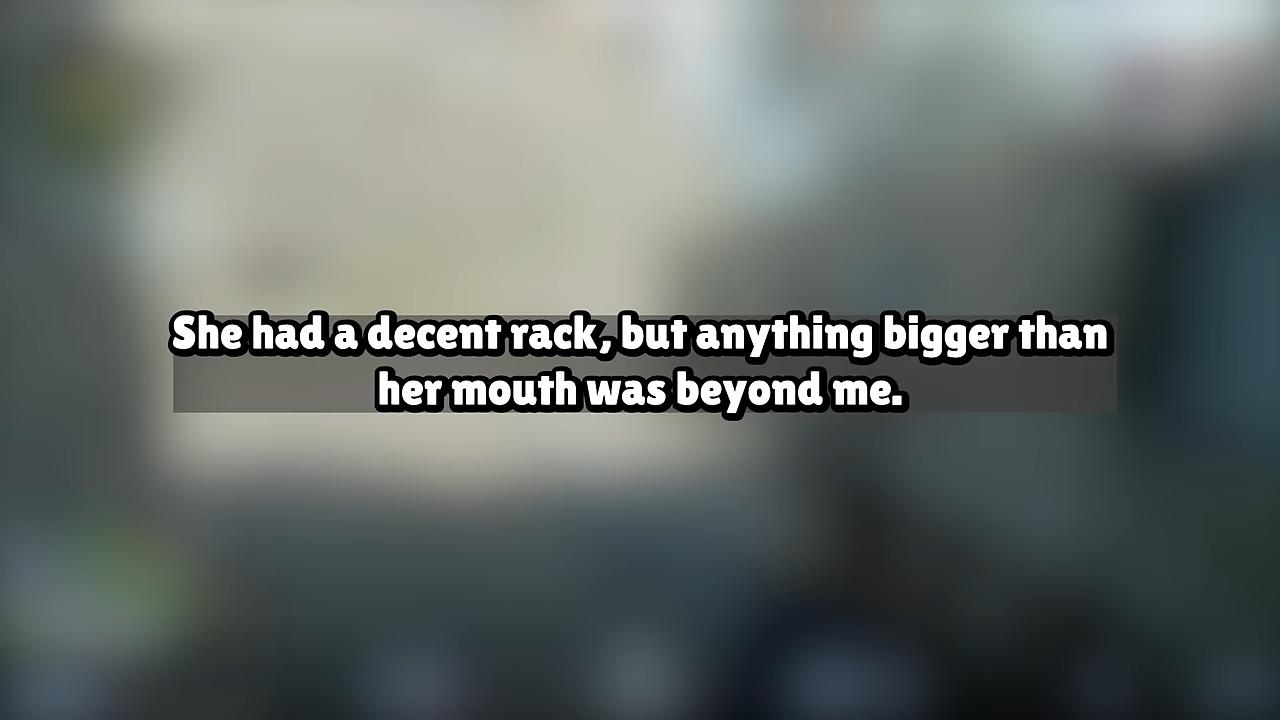 She had a decent rack, but anything bigger than
her mouth was beyond me.